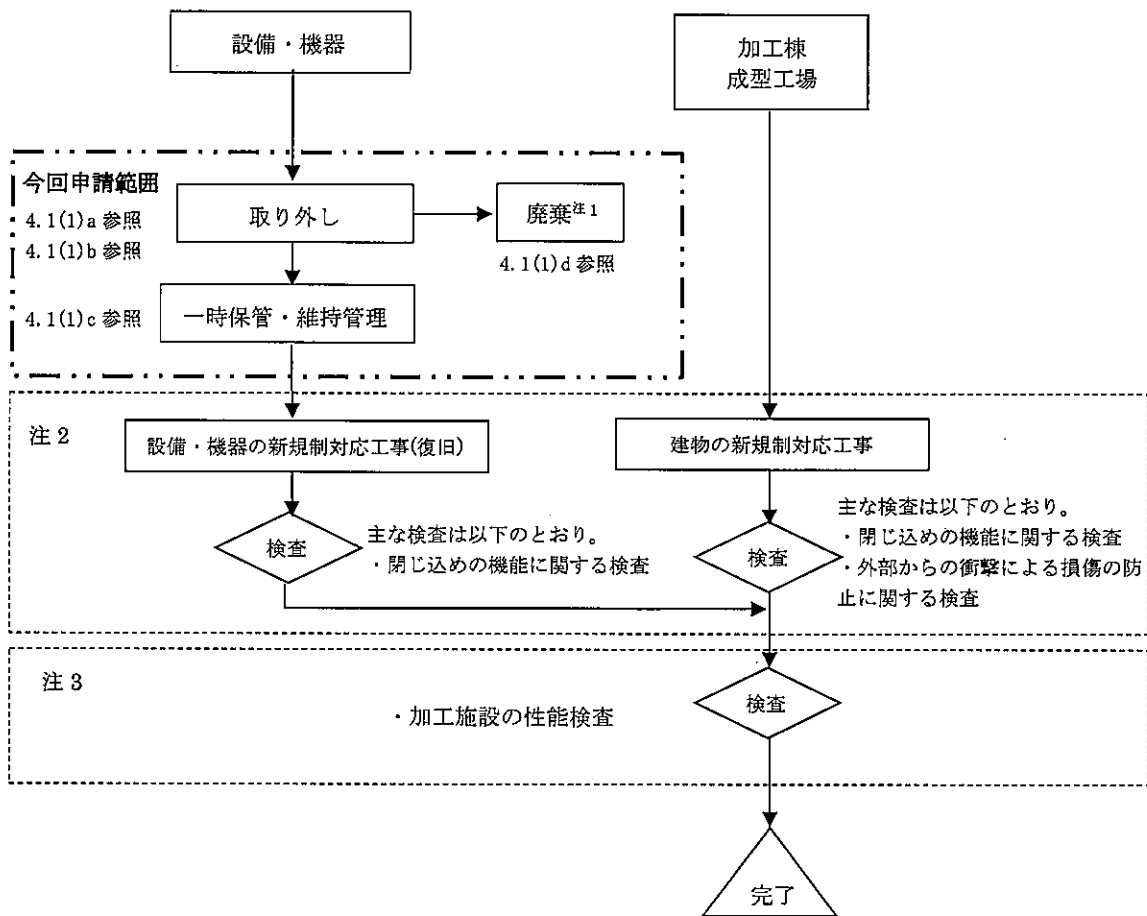 設備・機器
加工棟
成型工場
今回申請範囲
4.1(1)a 参照
4.1(1)b 参照
取り外し
廃棄注1
4.1(1)d 参照
4.1(1)c 参照
一時保管・維持管理
注 2
設備・機器の新規制対応工事(復旧)
建物の新規制対応工事
検査
主な検査は以下のとおり。
・閉じ込めの機能に関する検査
検査
主な検査は以下のとおり。
・閉じ込めの機能に関する検査
・外部からの衝撃による損傷の防
止に関する検査
注 3
・加工施設の性能検査
検査
完了